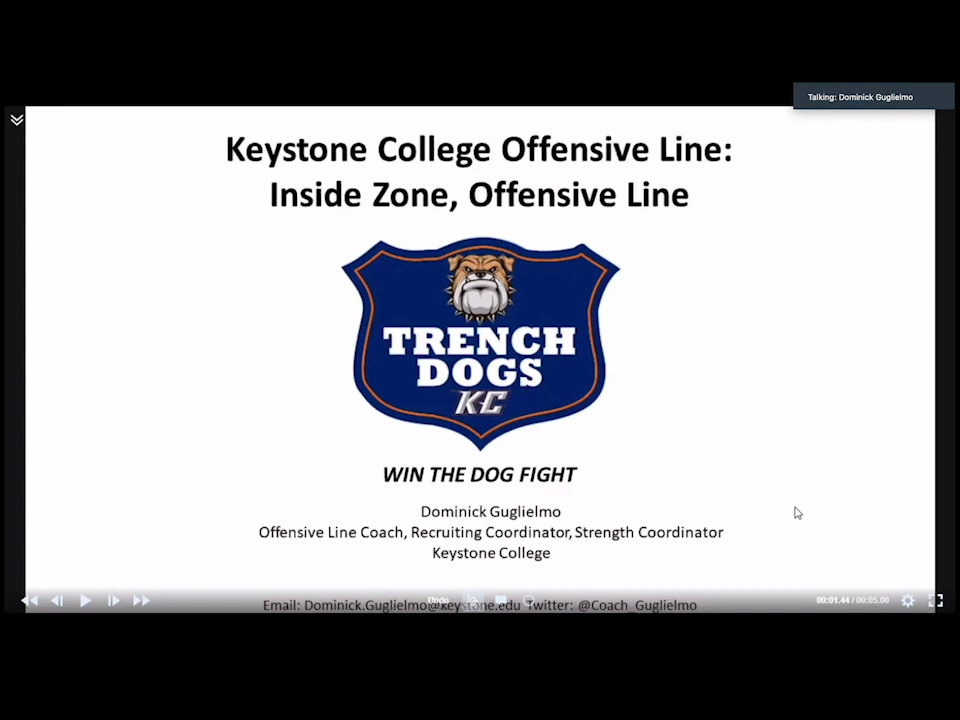 Talking: Dominick Guglielmo
Keystone College Offensive Line:
Inside Zone, Offensive Line
TRENCH
DOGS
KC
WIN THE DOG FIGHT
Dominick Guglielmo
Offensive Line Coach, Recruiting Coordinator, Strength Coordinator
Keystone College
Email: Dominick.Guglielmo@keystone.edu Twitter: @Coach_Guglielmo
Undo
00:01.44 / 00:05.00